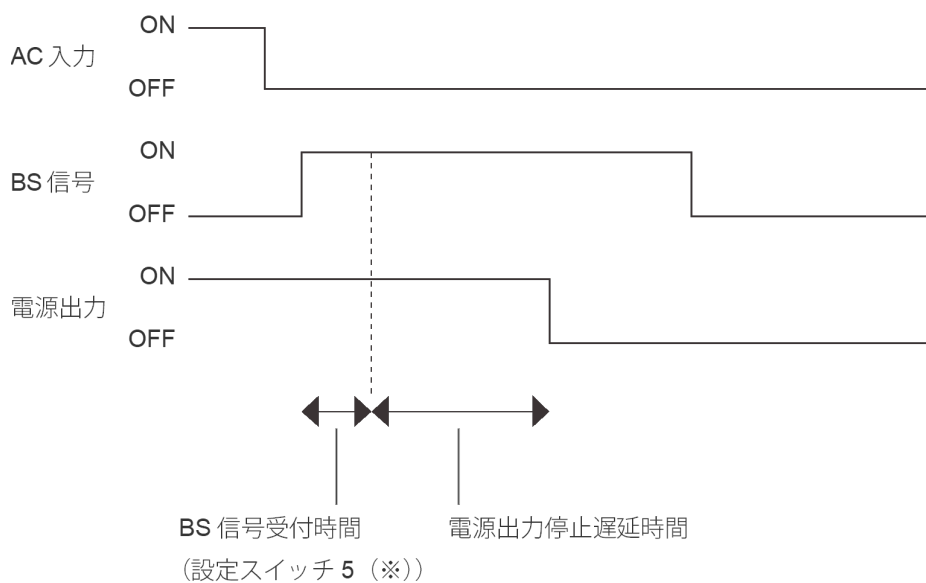 ON
AC 入力
OFF
ON
BS 信号
OFF
ON
電源出力
OFF
BS 信号受付時間
(設定スイッチ 5（※）)
電源出力停止遅延時間